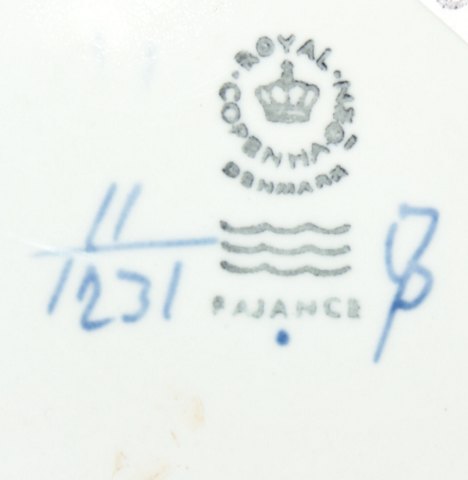 ROYAL
COPENHAGEN
DENMARK
11
1231
FAJANCE